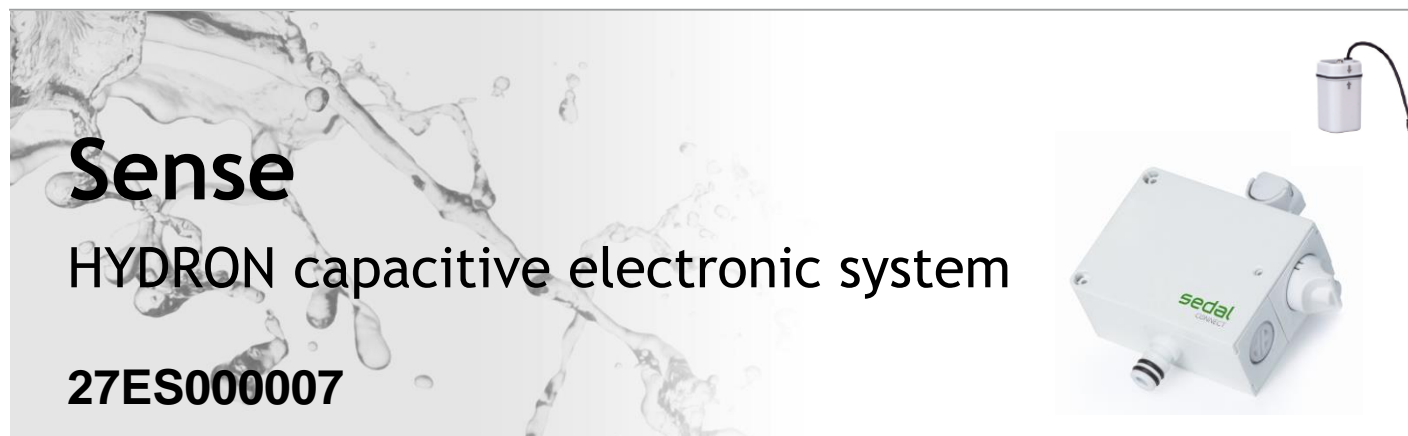 Sense
HYDRON capacitive electronic system
27ES000007
sedal
CONNECT